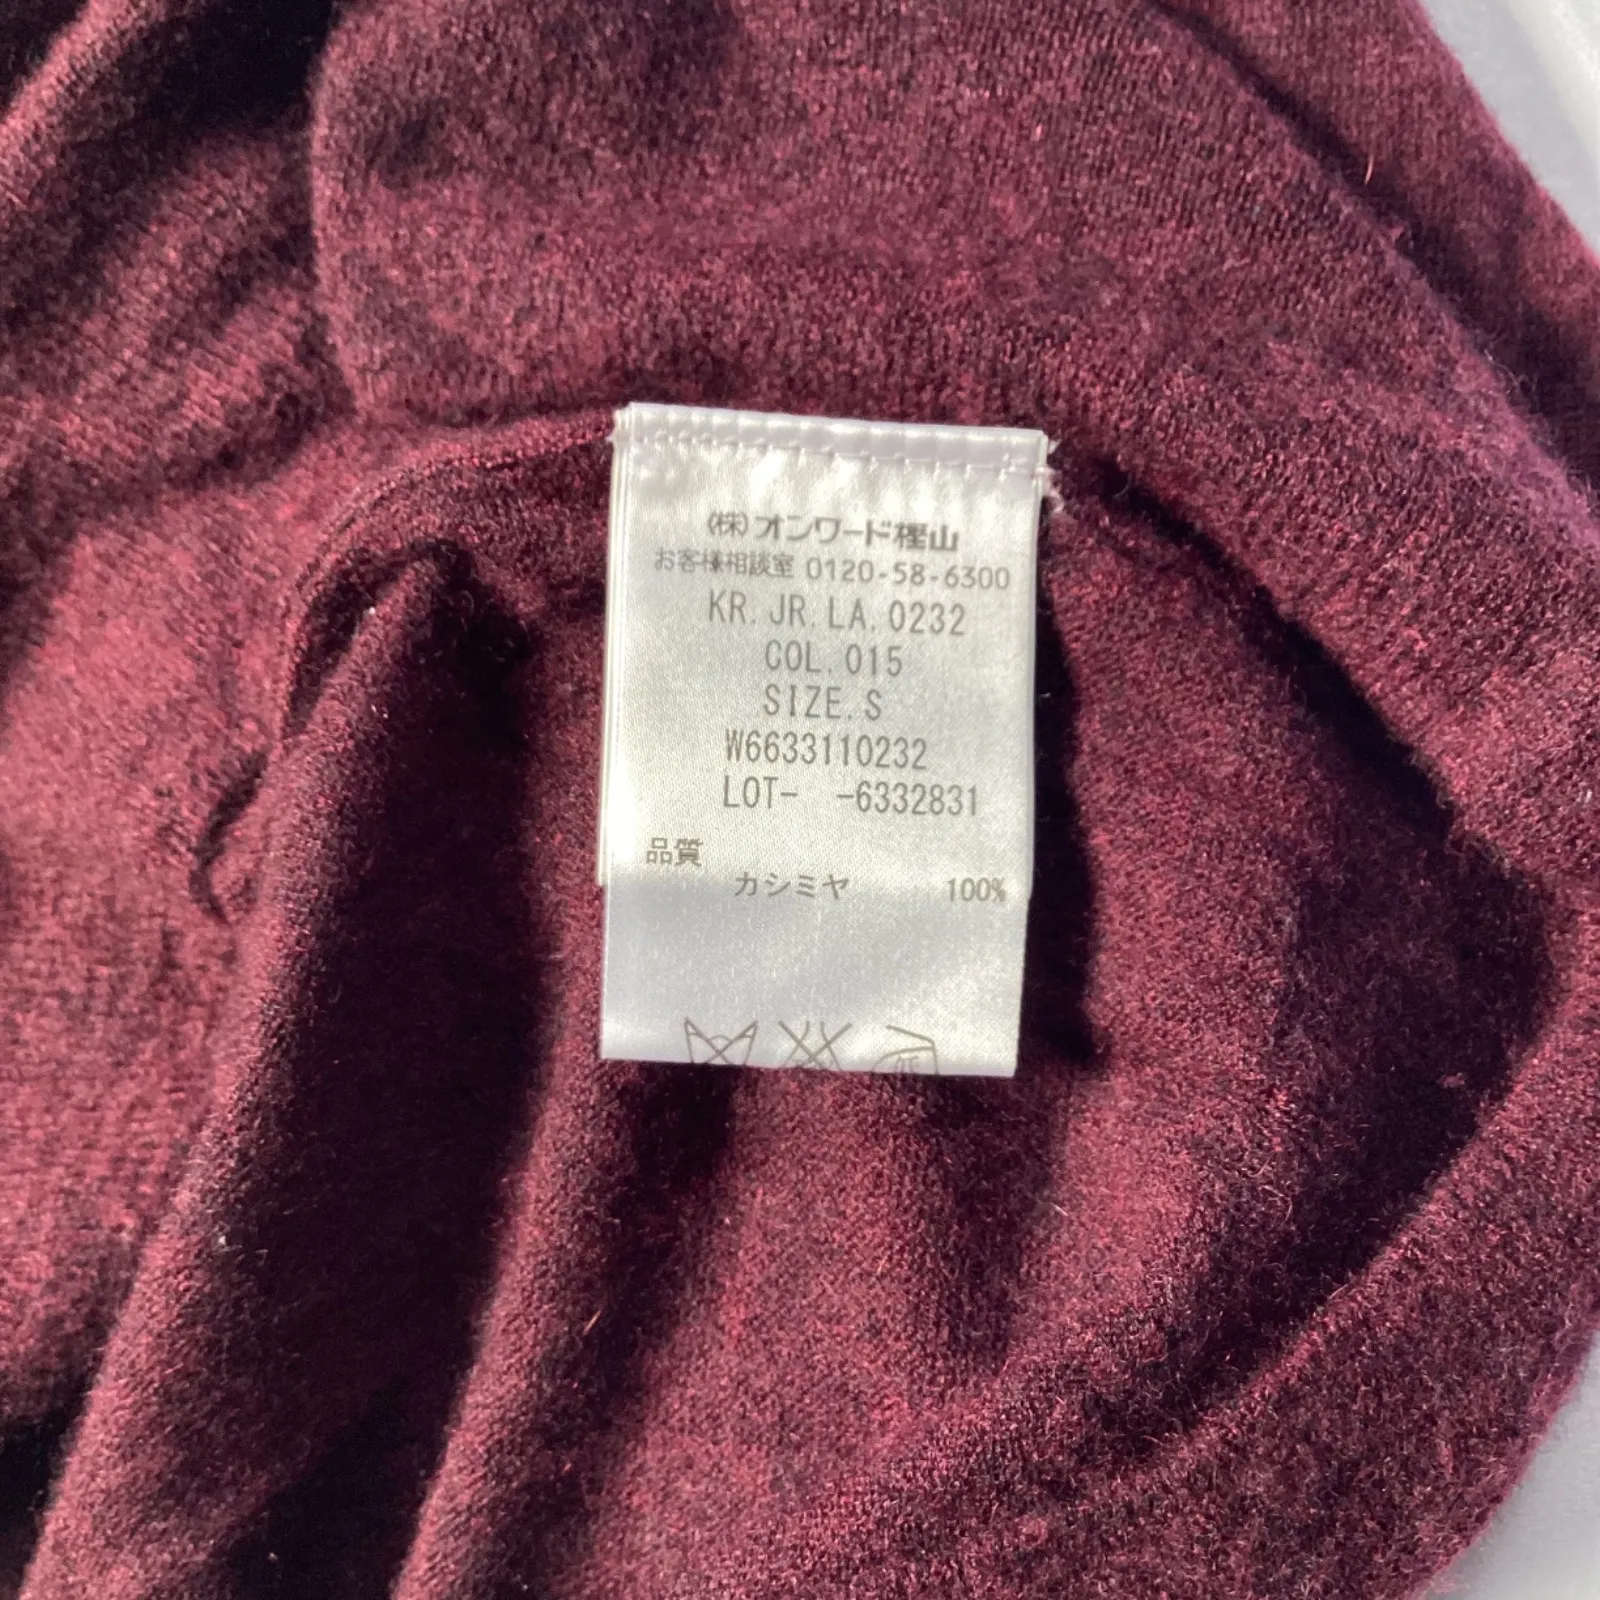 (株)オンワード樫山
お客様相談室 0120-58-6300
KR.JR.LA.0232
COL.015
SIZE.S
W6633110232
LOT-　-6332831
品質
カシミヤ 100%